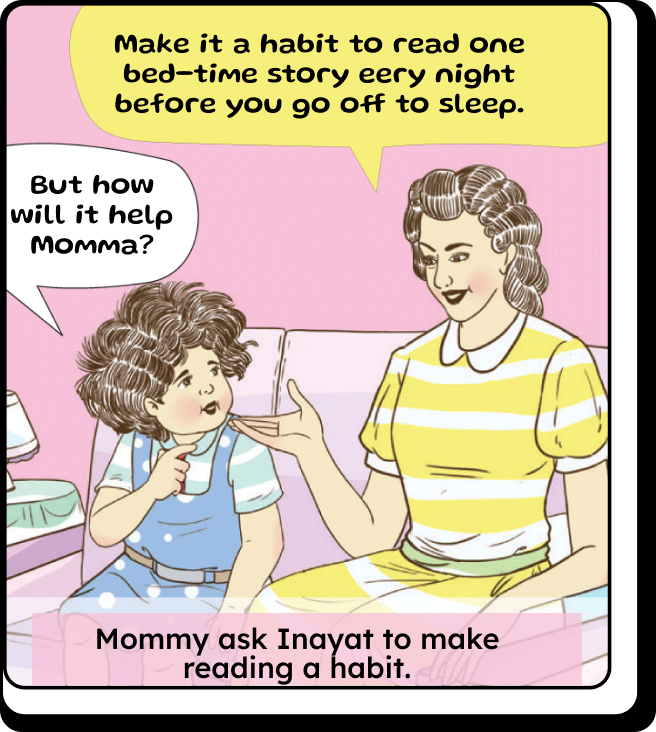 Make it a habit to read one
bed-time story eery night
before you go off to sleep.
But how
will it help
Momma?
Mommy ask Inayat to make
reading a habit.